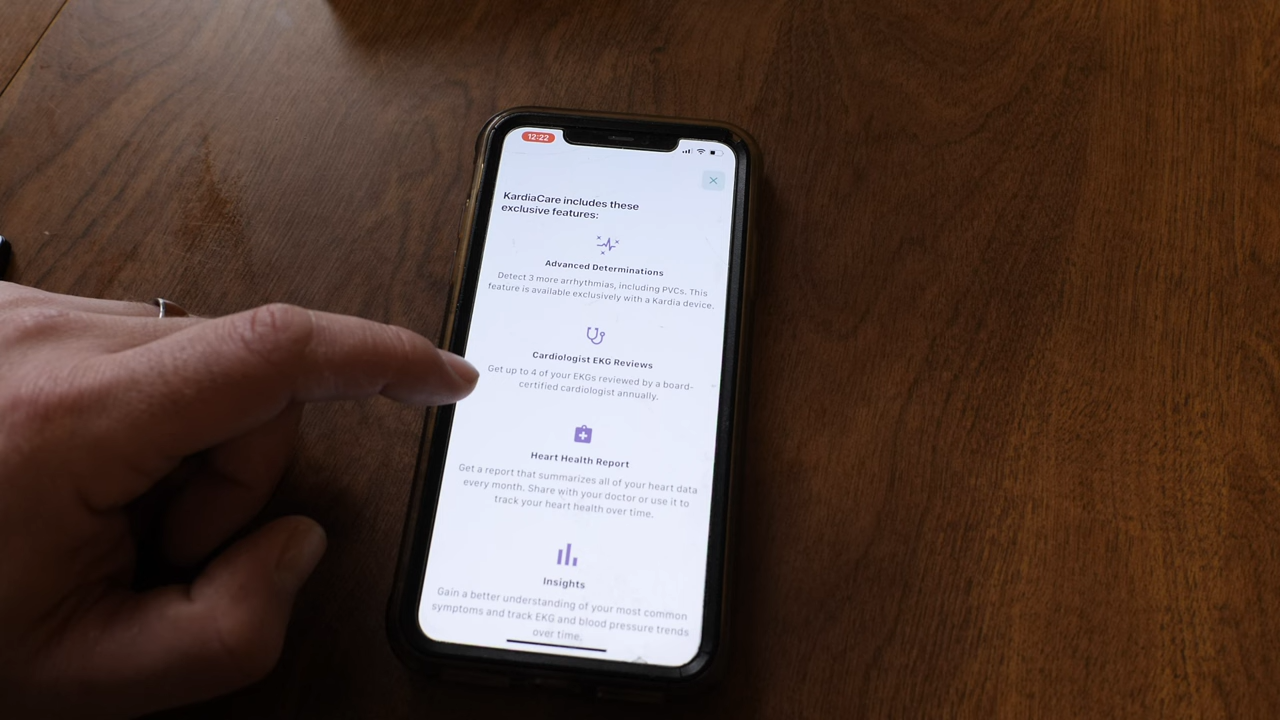 12:22
KardiaCare includes these
exclusive features:
Advanced Determinations
Detect 3 more arrhythmias, including PVCs. This
feature is available exclusively with a Kardia device.
Cardiologist EKG Reviews
Get up to 4 of your EKGs reviewed by a board-
certified cardiologist annually.
Heart Health Report
Get a report that summarizes all of your heart data
every month. Share with your doctor or use it to
track your heart health over time.
Insights
Gain a better understanding of your most common
symptoms and track EKG and blood pressure trends
over time.